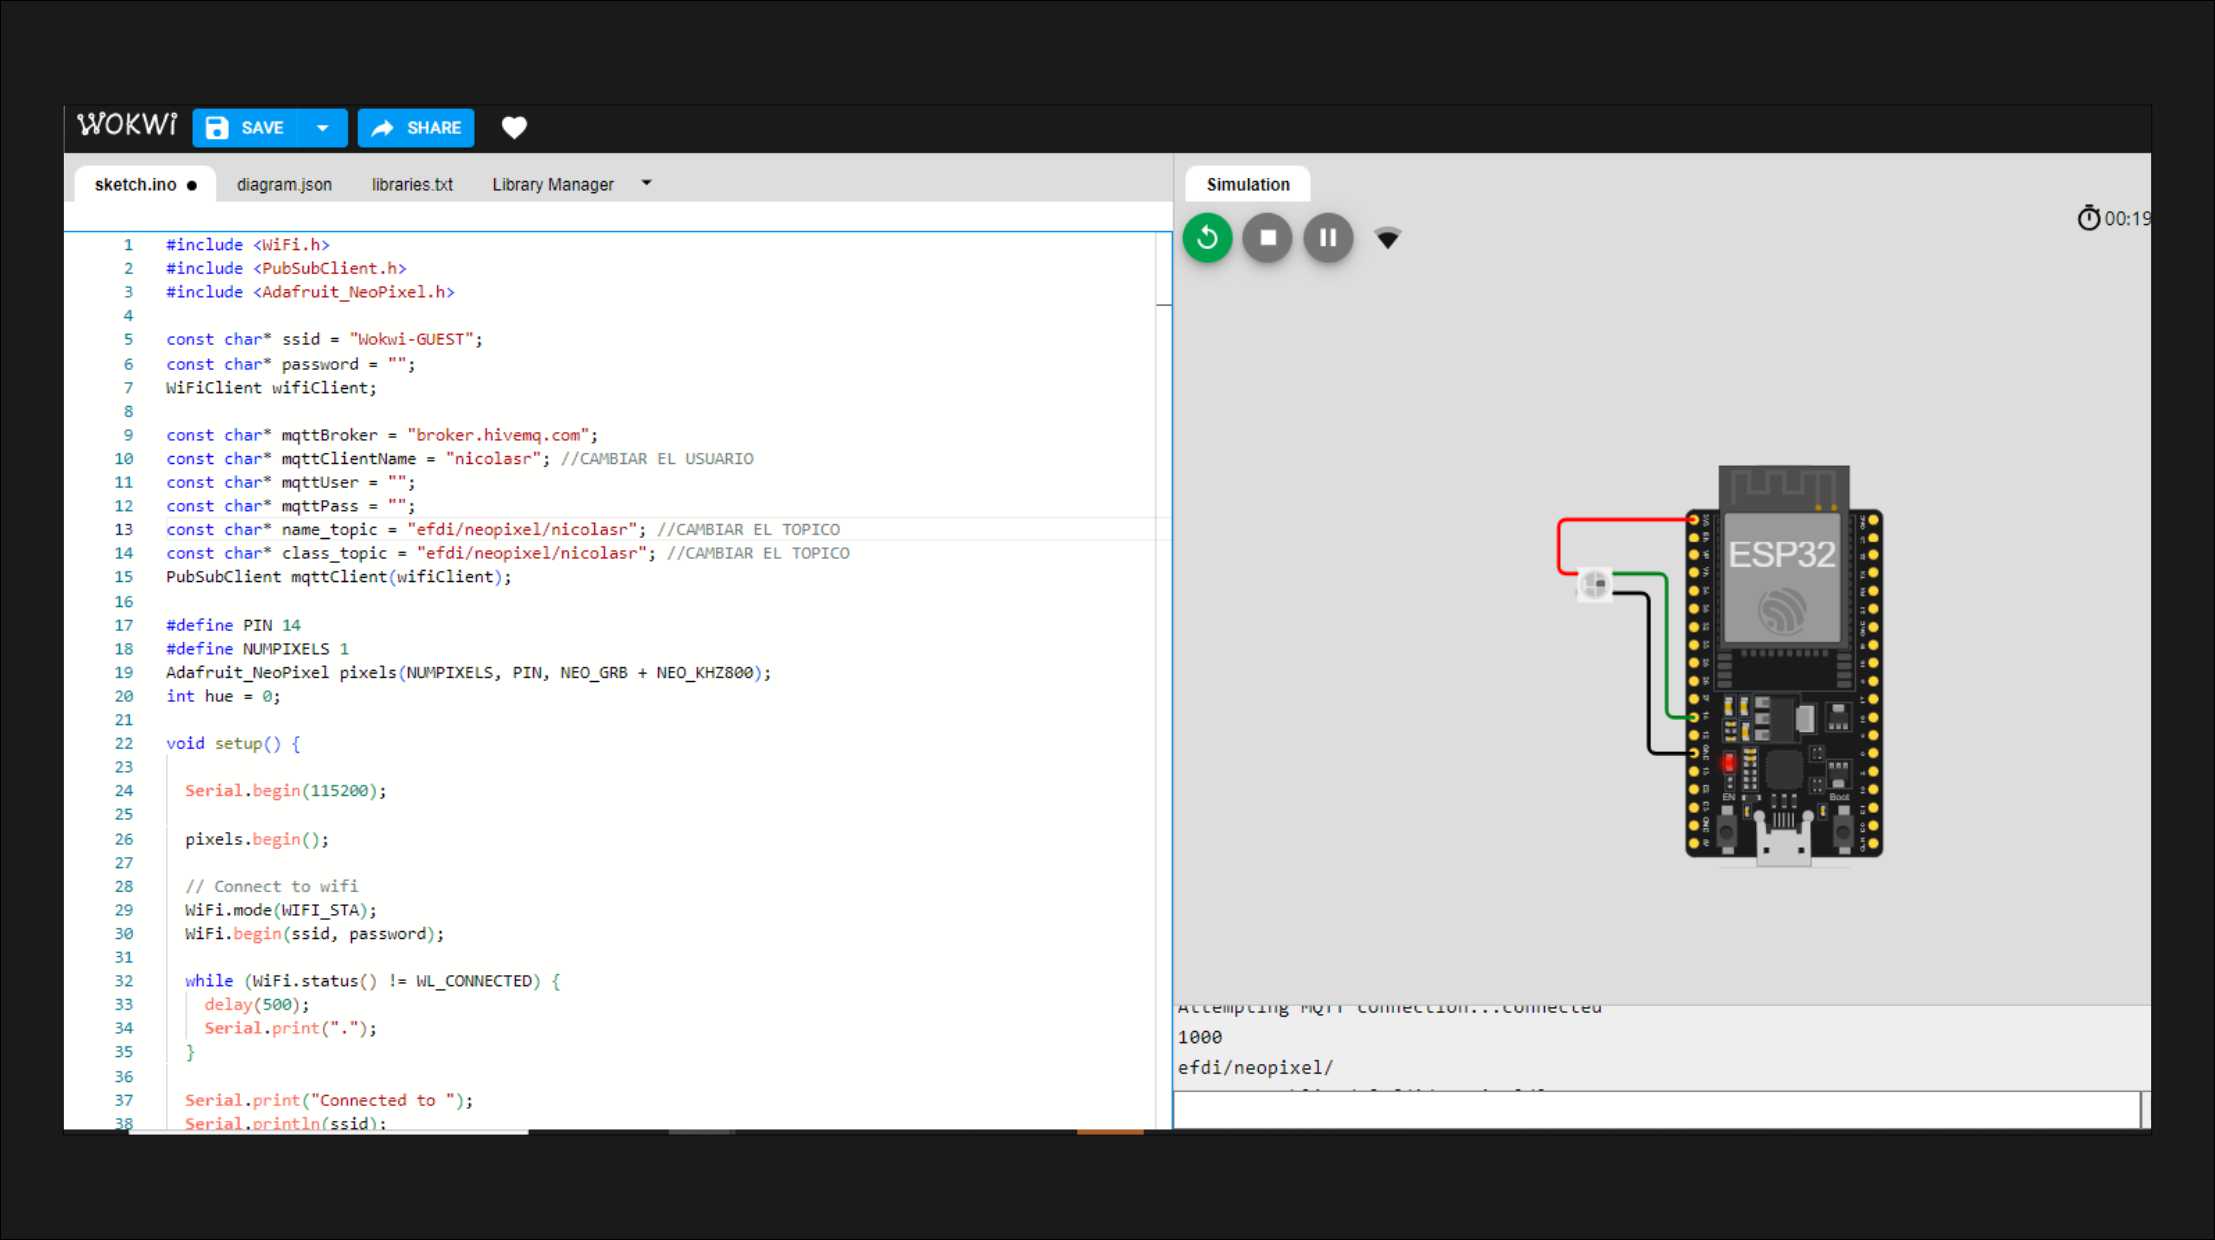 WOKWI SAVE SHARE
sketch.ino diagram.json libraries.txt Library Manager
1 #include <WiFi.h>
2 #include <PubSubClient.h>
3 #include <Adafruit_NeoPixel.h>
4
5 const char* ssid = "Wokwi-GUEST";
6 const char* password = "";
7 WiFiClient wifiClient;
8
9 const char* mqttBroker = "broker.hivemq.com";
10 const char* mqttClientName = "nicolasr"; //CAMBIAR EL USUARIO
11 const char* mqttUser = "";
12 const char* mqttPass = "";
13 const char* name_topic = "efdi/neopixel/nicolasr"; //CAMBIAR EL TOPICO
14 const char* class_topic = "efdi/neopixel/nicolasr"; //CAMBIAR EL TOPICO
15 PubSubClient mqttClient(wifiClient);
16
17 #define PIN 14
18 #define NUMPIXELS 1
19 Adafruit_NeoPixel pixels(NUMPIXELS, PIN, NEO_GRB + NEO_KHZ800);
20 int hue = 0;
21
22 void setup() {
23
24 Serial.begin(115200);
25
26 pixels.begin();
27
28 // Connect to wifi
29 WiFi.mode(WIFI_STA);
30 WiFi.begin(ssid, password);
31
32 while (WiFi.status() != WL_CONNECTED) {
33 delay(500);
34 Serial.print(".");
35 }
36
37 Serial.print("Connected to ");
38 Serial.println(ssid);
Simulation
00:19
ESP32
EN Boot
Attempting MQTT connection...connected
1000
efdi/neopixel/